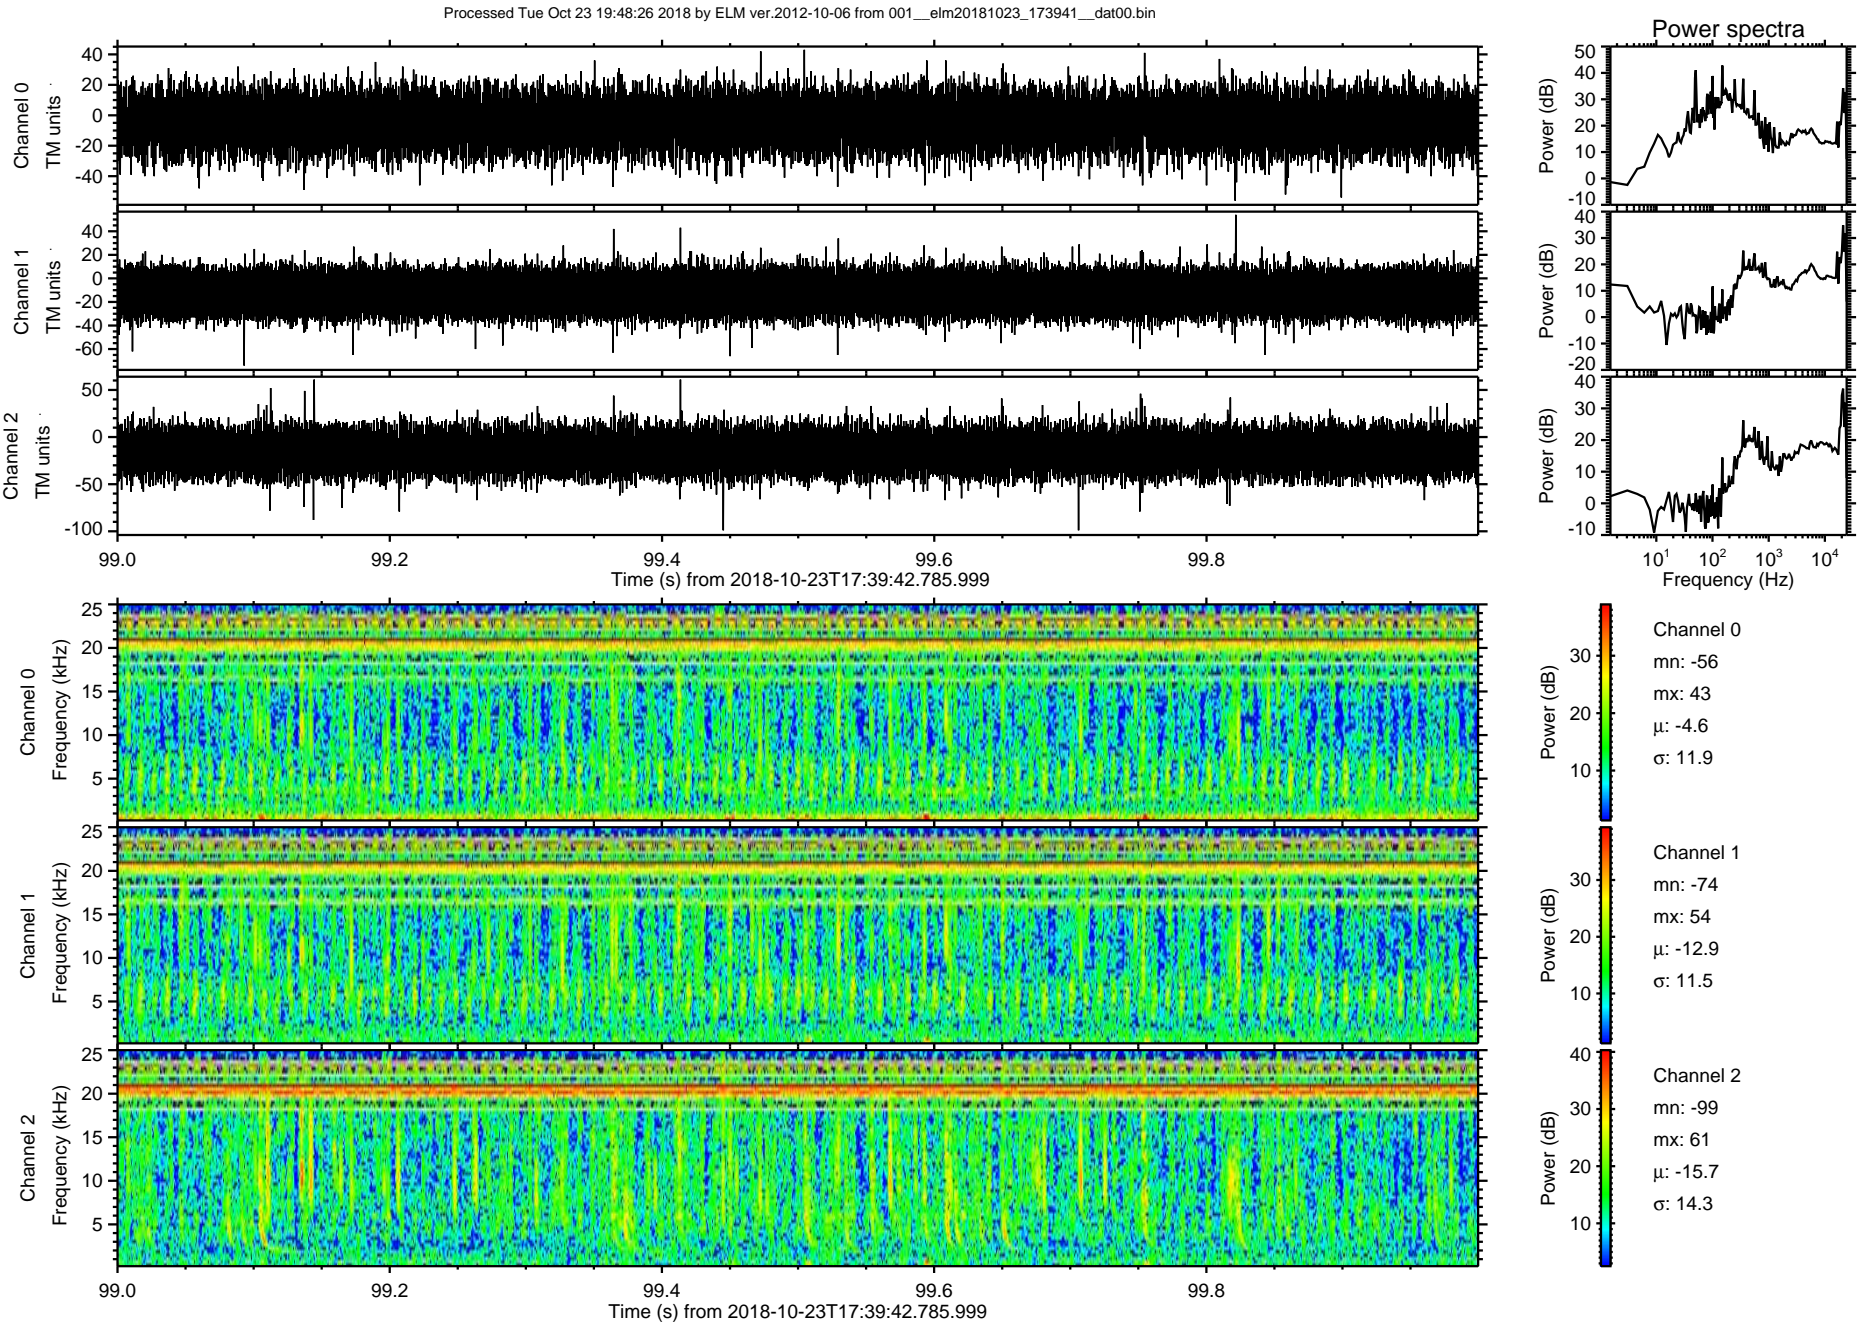 Processed Tue Oct 23 19:48:26 2018 by ELM ver.2012-10-06 from 001__elm20181023_173941__dat00.bin
Power spectra
Channel 0
TM units
40
20
0
-20
-40
Power (dB)
50
40
30
20
10
0
-10
Channel 1
TM units
40
20
0
-20
-40
-60
Power (dB)
40
30
20
10
0
-10
-20
Channel 2
TM units
50
0
-50
-100
Power (dB)
40
30
20
10
0
-10
99.0 99.2 99.4 99.6 99.8
Time (s) from 2018-10-23T17:39:42.785.999
10^1 10^2 10^3 10^4
Frequency (Hz)
Channel 0
Frequency (kHz)
25
20
15
10
5
Power (dB)
30
20
10
Channel 0
mn: -56
mx: 43
μ: -4.6
σ: 11.9
Channel 1
Frequency (kHz)
25
20
15
10
5
Power (dB)
30
20
10
Channel 1
mn: -74
mx: 54
μ: -12.9
σ: 11.5
Channel 2
Frequency (kHz)
25
20
15
10
5
Power (dB)
40
30
20
10
Channel 2
mn: -99
mx: 61
μ: -15.7
σ: 14.3
99.0 99.2 99.4 99.6 99.8
Time (s) from 2018-10-23T17:39:42.785.999